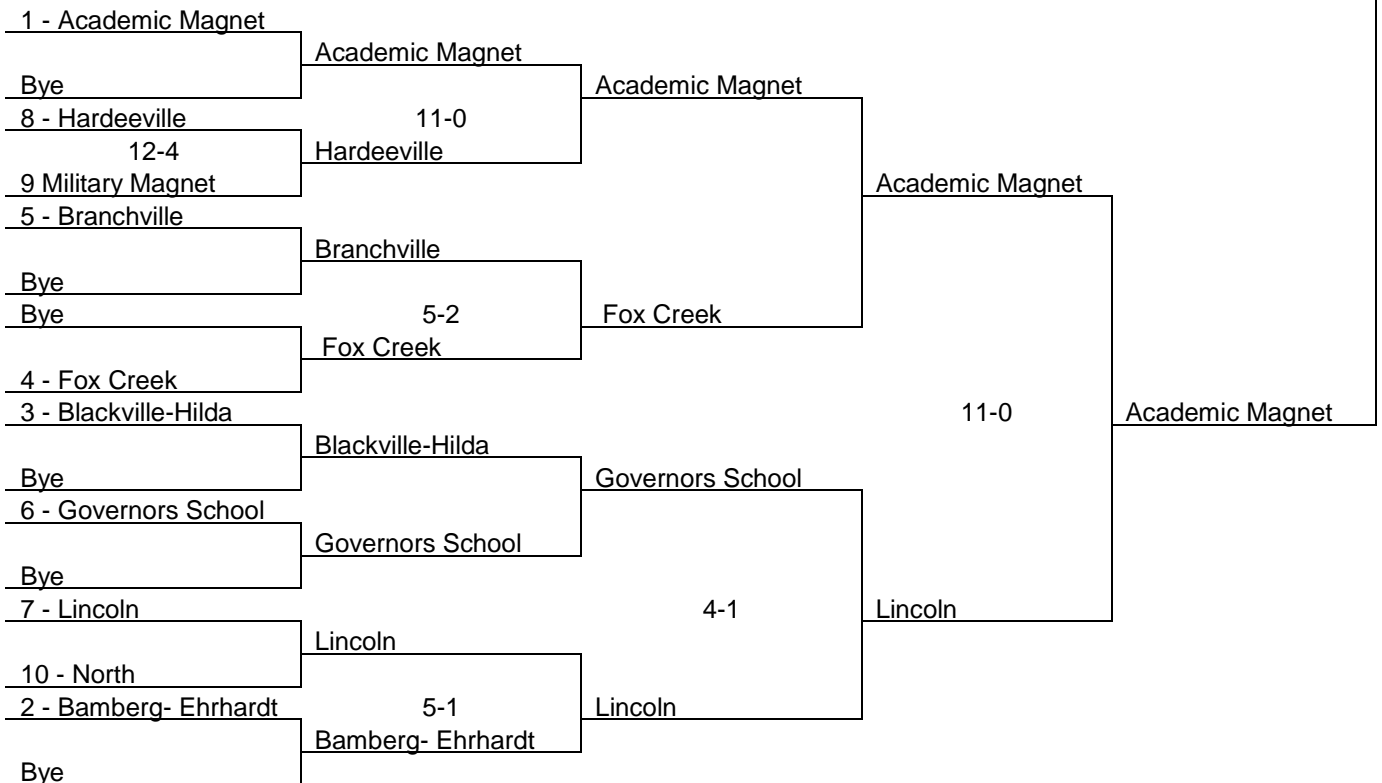 1 - Academic Magnet
Academic Magnet
Bye
Academic Magnet
8 - Hardeeville
11-0
12-4
Hardeeville
9 Military Magnet
Academic Magnet
5 - Branchville
Branchville
Bye
Bye
5-2
Fox Creek
Fox Creek
4 - Fox Creek
3 - Blackville-Hilda
11-0
Academic Magnet
Blackville-Hilda
Bye
Governors School
6 - Governors School
Governors School
Bye
7 - Lincoln
4-1
Lincoln
Lincoln
10 - North
2 - Bamberg- Ehrhardt
5-1
Lincoln
Bamberg- Ehrhardt
Bye